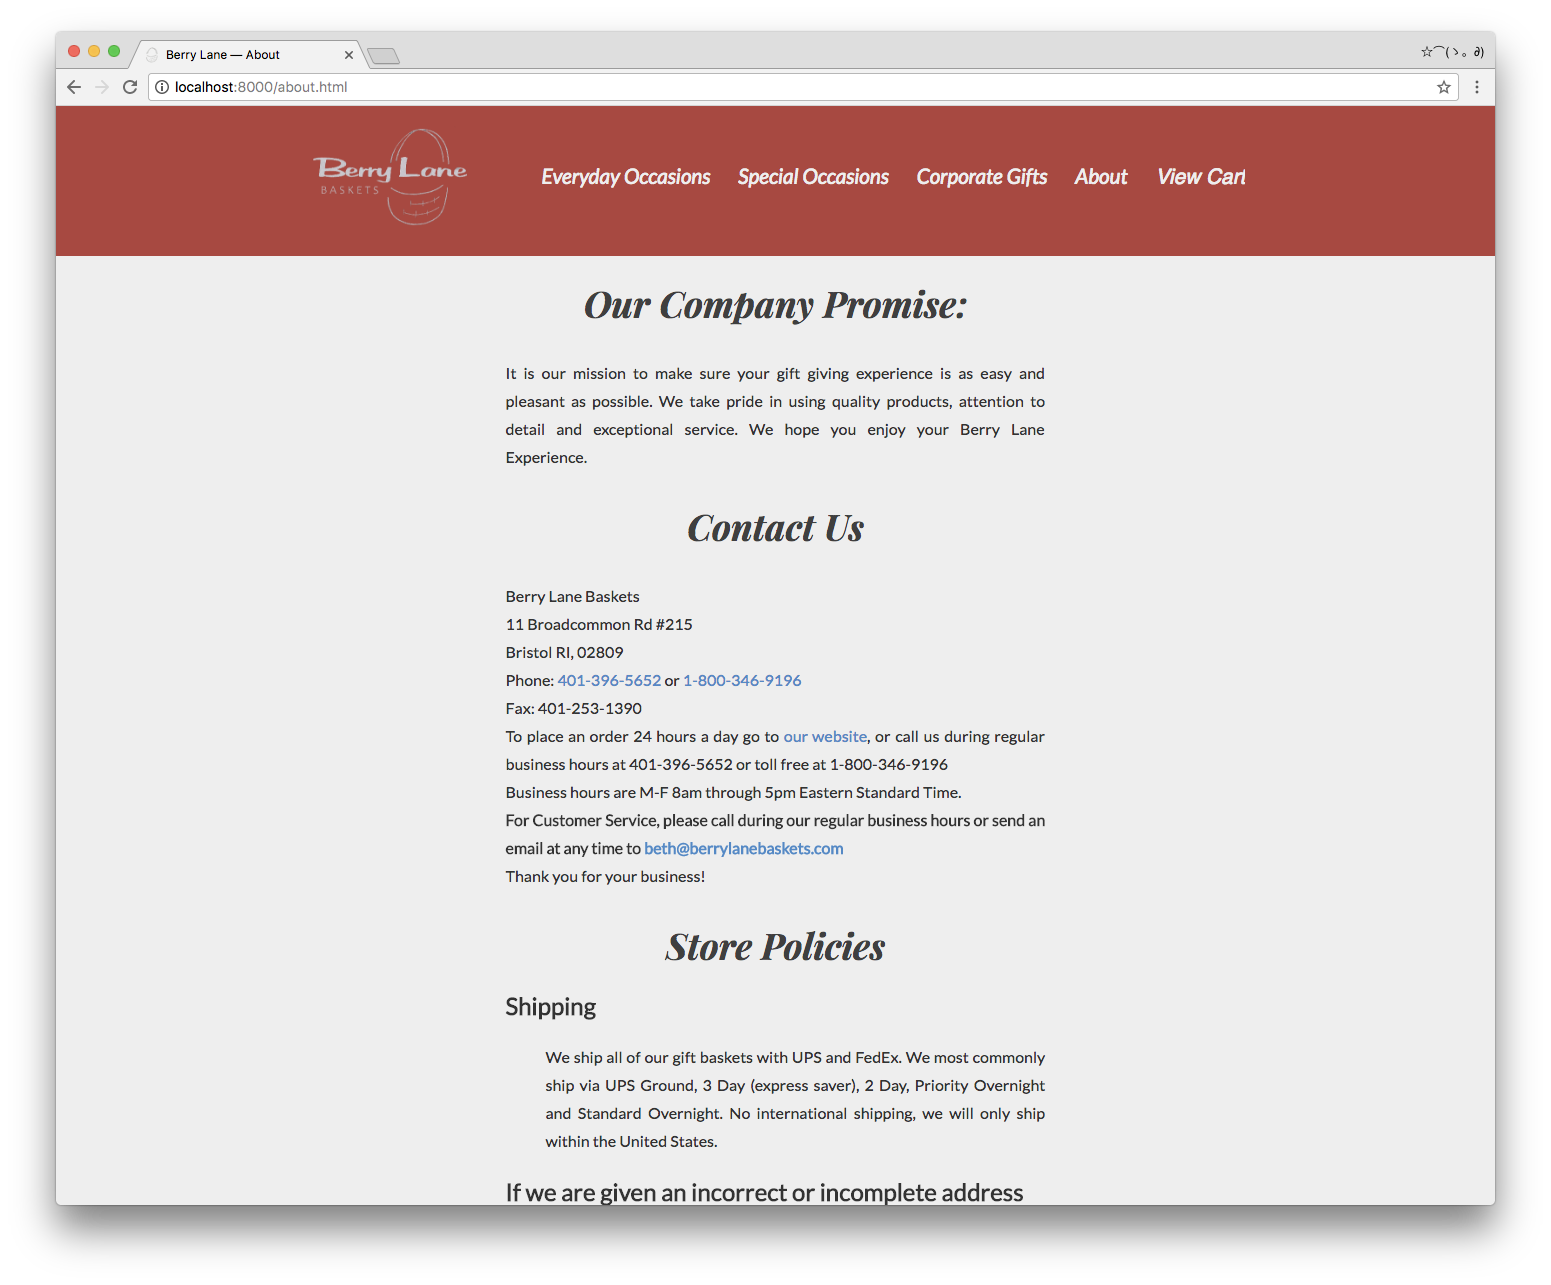 Berry Lane — About
☆⌒(ゝ。∂)
localhost:8000/about.html
Berry Lane
BASKETS
Everyday Occasions Special Occasions Corporate Gifts About View Cart
Our Company Promise:
It is our mission to make sure your gift giving experience is as easy and
pleasant as possible. We take pride in using quality products, attention to
detail and exceptional service. We hope you enjoy your Berry Lane
Experience.
Contact Us
Berry Lane Baskets
11 Broadcommon Rd #215
Bristol RI, 02809
Phone: 401-396-5652 or 1-800-346-9196
Fax: 401-253-1390
To place an order 24 hours a day go to our website, or call us during regular
business hours at 401-396-5652 or toll free at 1-800-346-9196
Business hours are M-F 8am through 5pm Eastern Standard Time.
For Customer Service, please call during our regular business hours or send an
email at any time to beth@berrylanebaskets.com
Thank you for your business!
Store Policies
Shipping
We ship all of our gift baskets with UPS and FedEx. We most commonly
ship via UPS Ground, 3 Day (express saver), 2 Day, Priority Overnight
and Standard Overnight. No international shipping, we will only ship
within the United States.
If we are given an incorrect or incomplete address